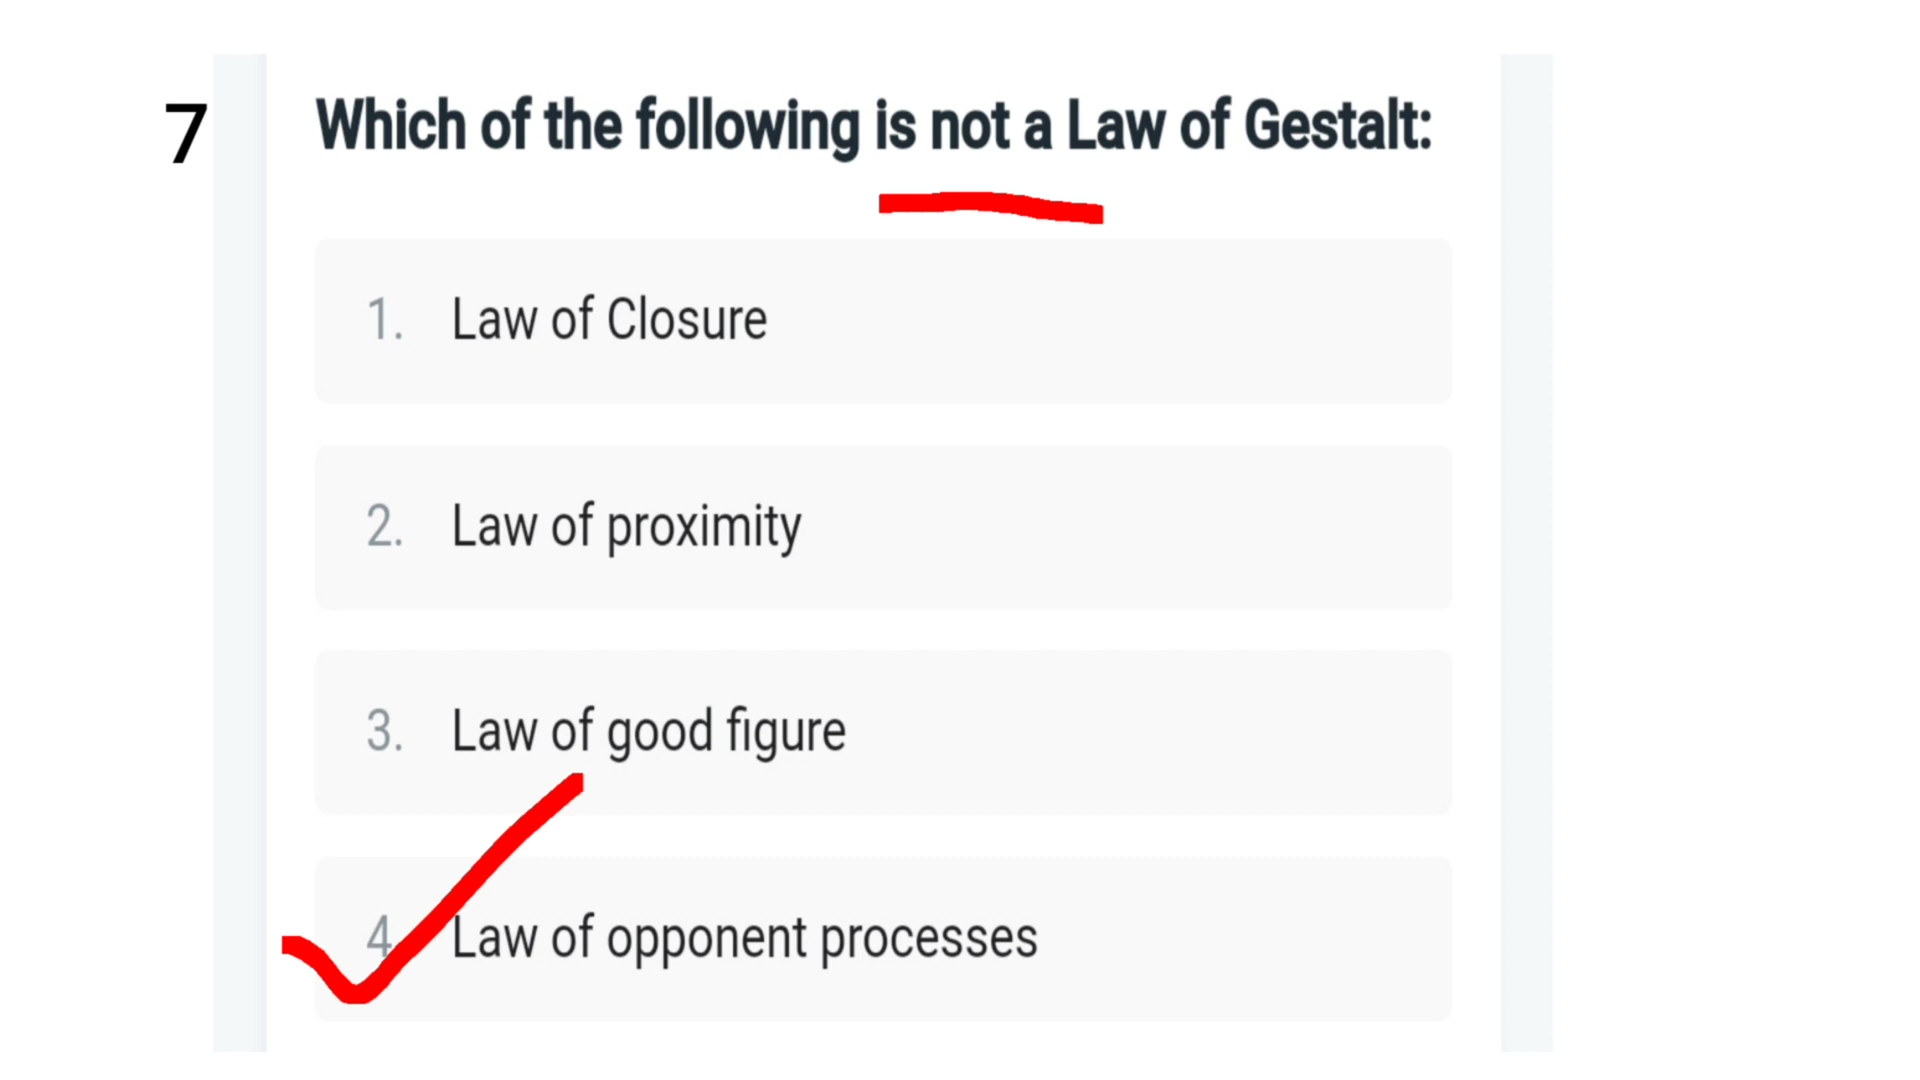 7
Which of the following is not a Law of Gestalt:
1. Law of Closure
2. Law of proximity
3. Law of good figure
4. Law of opponent processes